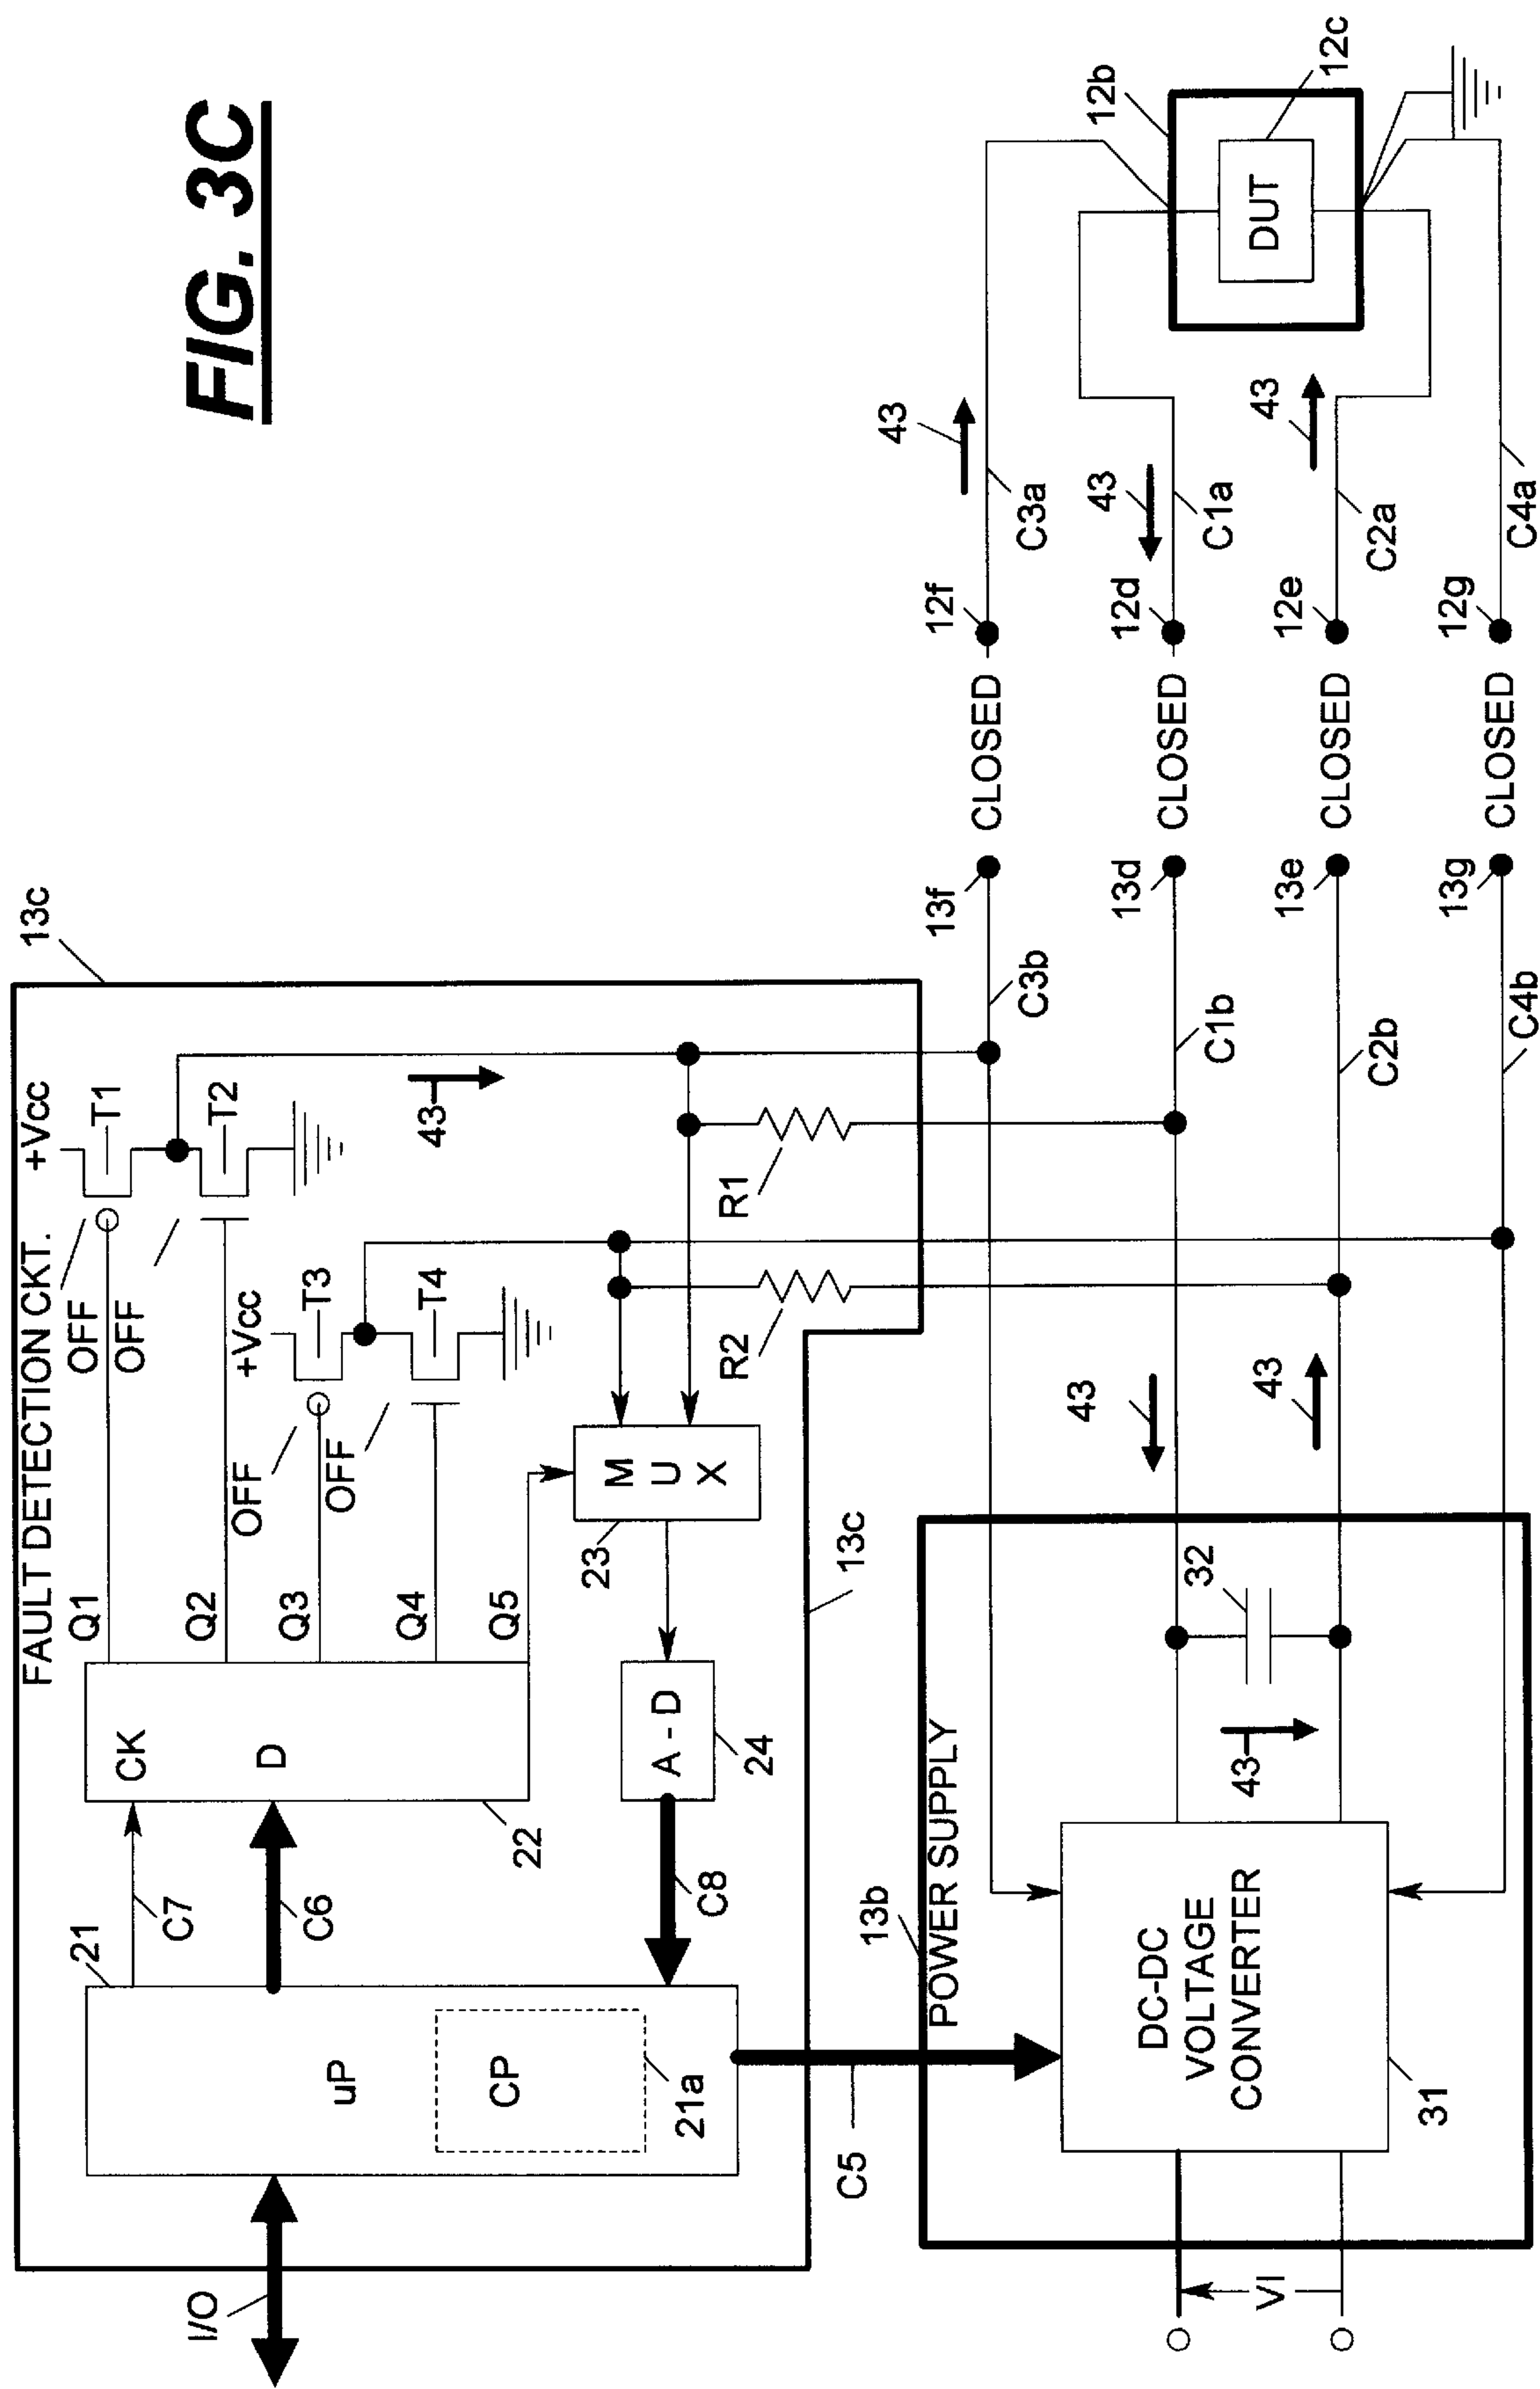 FIG. 3C
13c
FAULT DETECTION CKT.
I/O
21
uP
CP
21a
C7
C6
C8
C5
CK
D
22
Q1
Q2
Q3
Q4
Q5
OFF
OFF
+Vcc
T1
T2
OFF
OFF
+Vcc
T3
T4
43
M
U
X
23
A - D
24
R1
R2
13c
13b
POWER SUPPLY
DC-DC
VOLTAGE
CONVERTER
31
VI
32
43
43
43
C3b
C1b
C2b
C4b
13f
13d
13e
13g
CLOSED
CLOSED
CLOSED
CLOSED
12f
12d
12e
12g
43
C3a
43
C1a
43
C2a
C4a
12b
12c
DUT